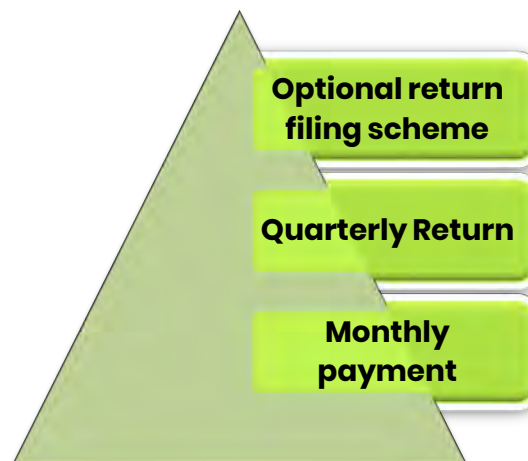 Optional return
filing scheme
Quarterly Return
Monthly
payment